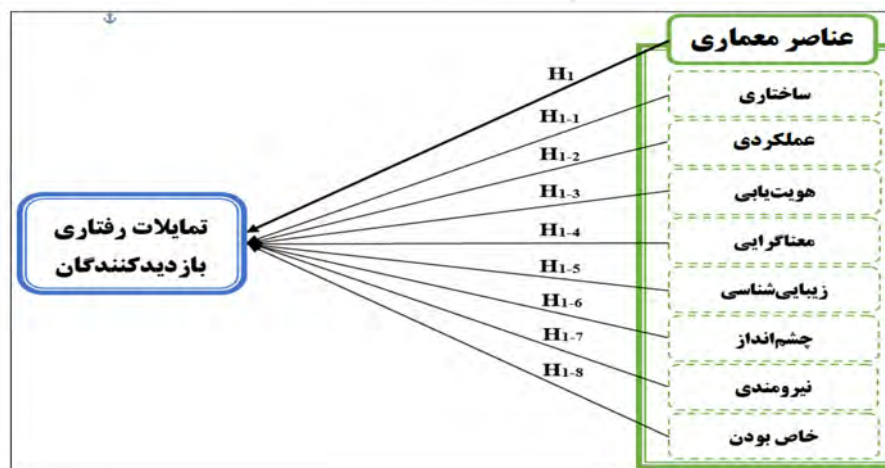 عناصر معماری
ساختاری
عملکردی
هویت‌یابی
معناگرایی
زیبایی‌شناسی
چشم‌انداز
نیرومندی
خاص بودن
H1
H1-1
H1-2
H1-3
H1-4
H1-5
H1-6
H1-7
H1-8
تمایلات رفتاری
بازدیدکنندگان